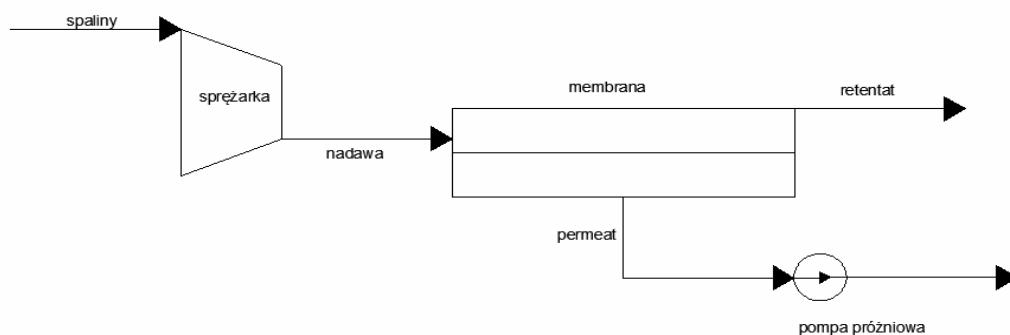 spaliny
sprężarka
nadawa
membrana
retentat
permeat
pompa próżniowa